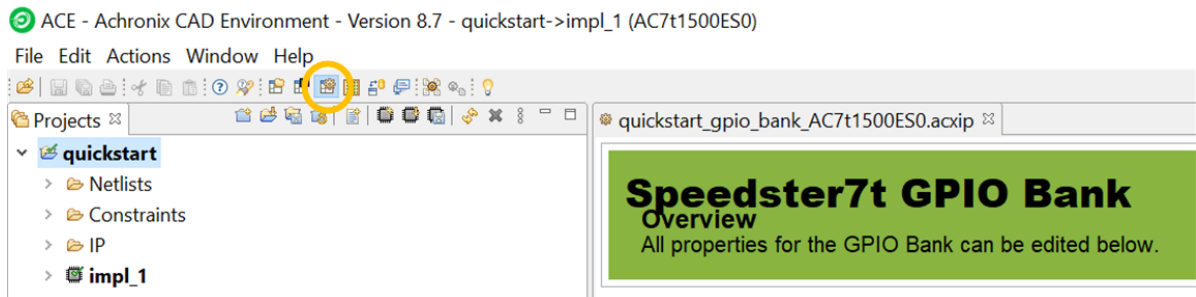 ACE - Achronix CAD Environment - Version 8.7 - quickstart->impl_1 (AC7t1500ES0)
File Edit Actions Window Help
Projects
quickstart_gpio_bank_AC7t1500ES0.acxip
quickstart
Netlists
Constraints
IP
impl_1
Speedster7t GPIO Bank
Overview
All properties for the GPIO Bank can be edited below.